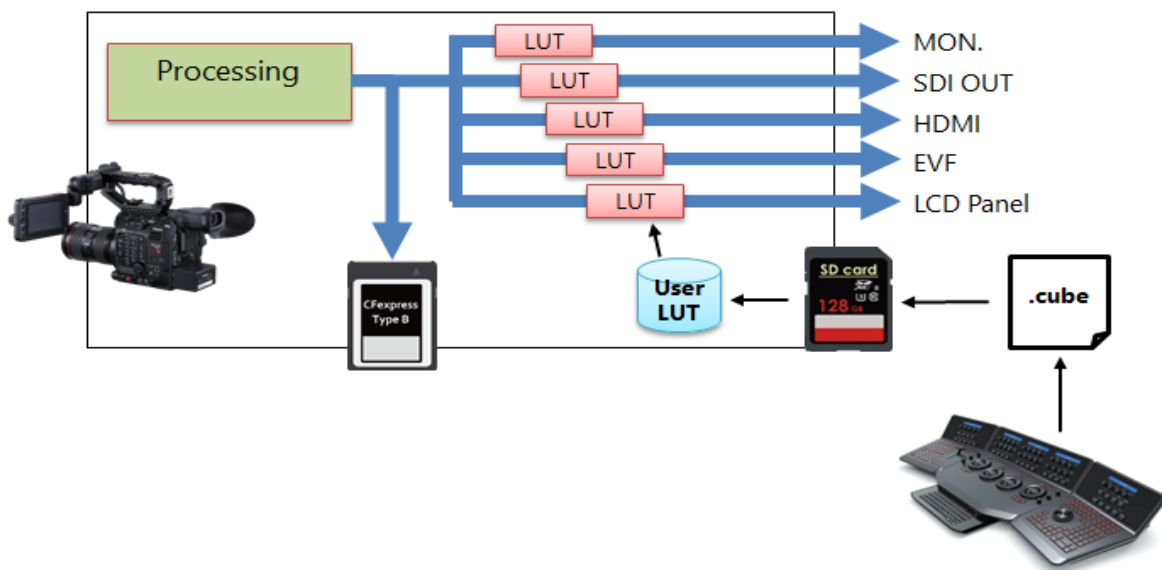 Processing
LUT
MON.
LUT
SDI OUT
LUT
HDMI
LUT
EVF
LUT
LCD Panel
CFexpress
Type B
User
LUT
SD card
128 GB
.cube